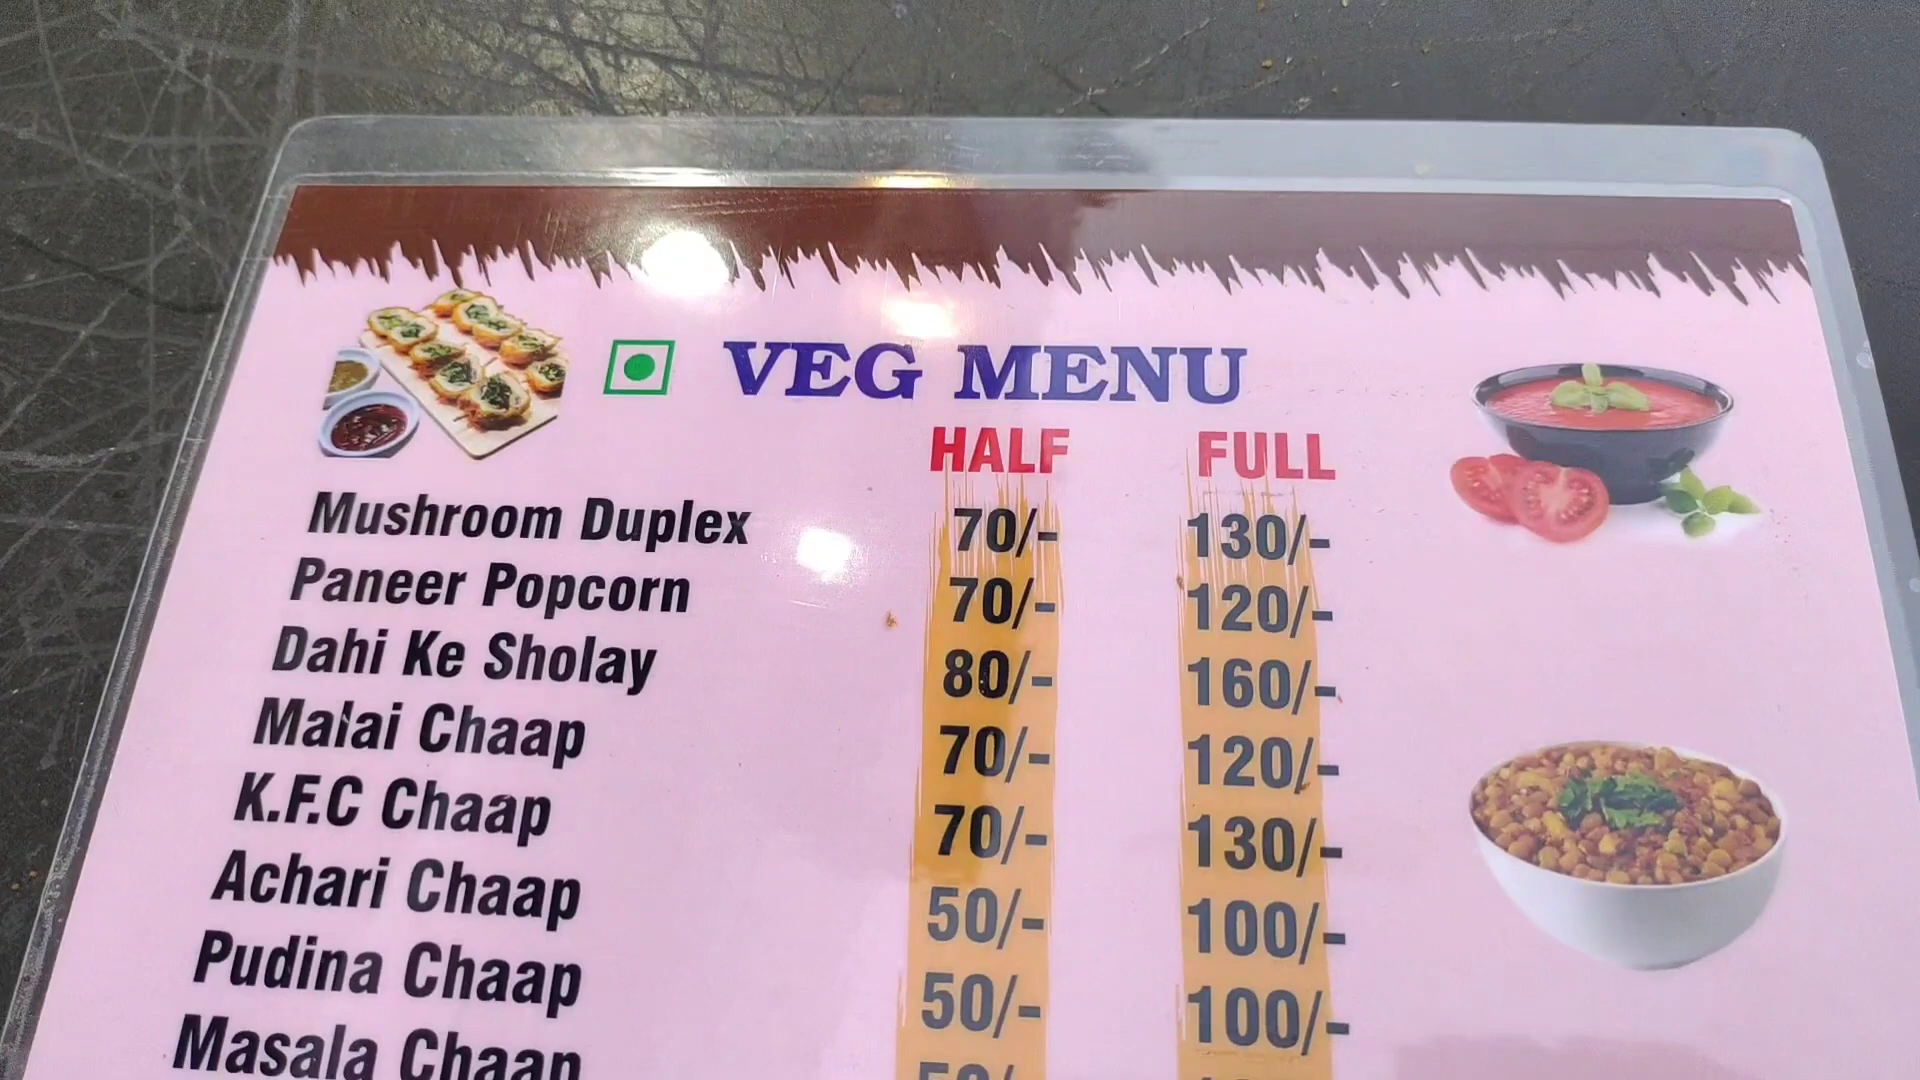 VEG MENU
HALF FULL
Mushroom Duplex 70/- 130/-
Paneer Popcorn 70/- 120/-
Dahi Ke Sholay 80/- 160/-
Malai Chaap 70/- 120/-
K.F.C Chaap 70/- 130/-
Achari Chaap 50/- 100/-
Pudina Chaap 50/- 100/-
Masala Chaap